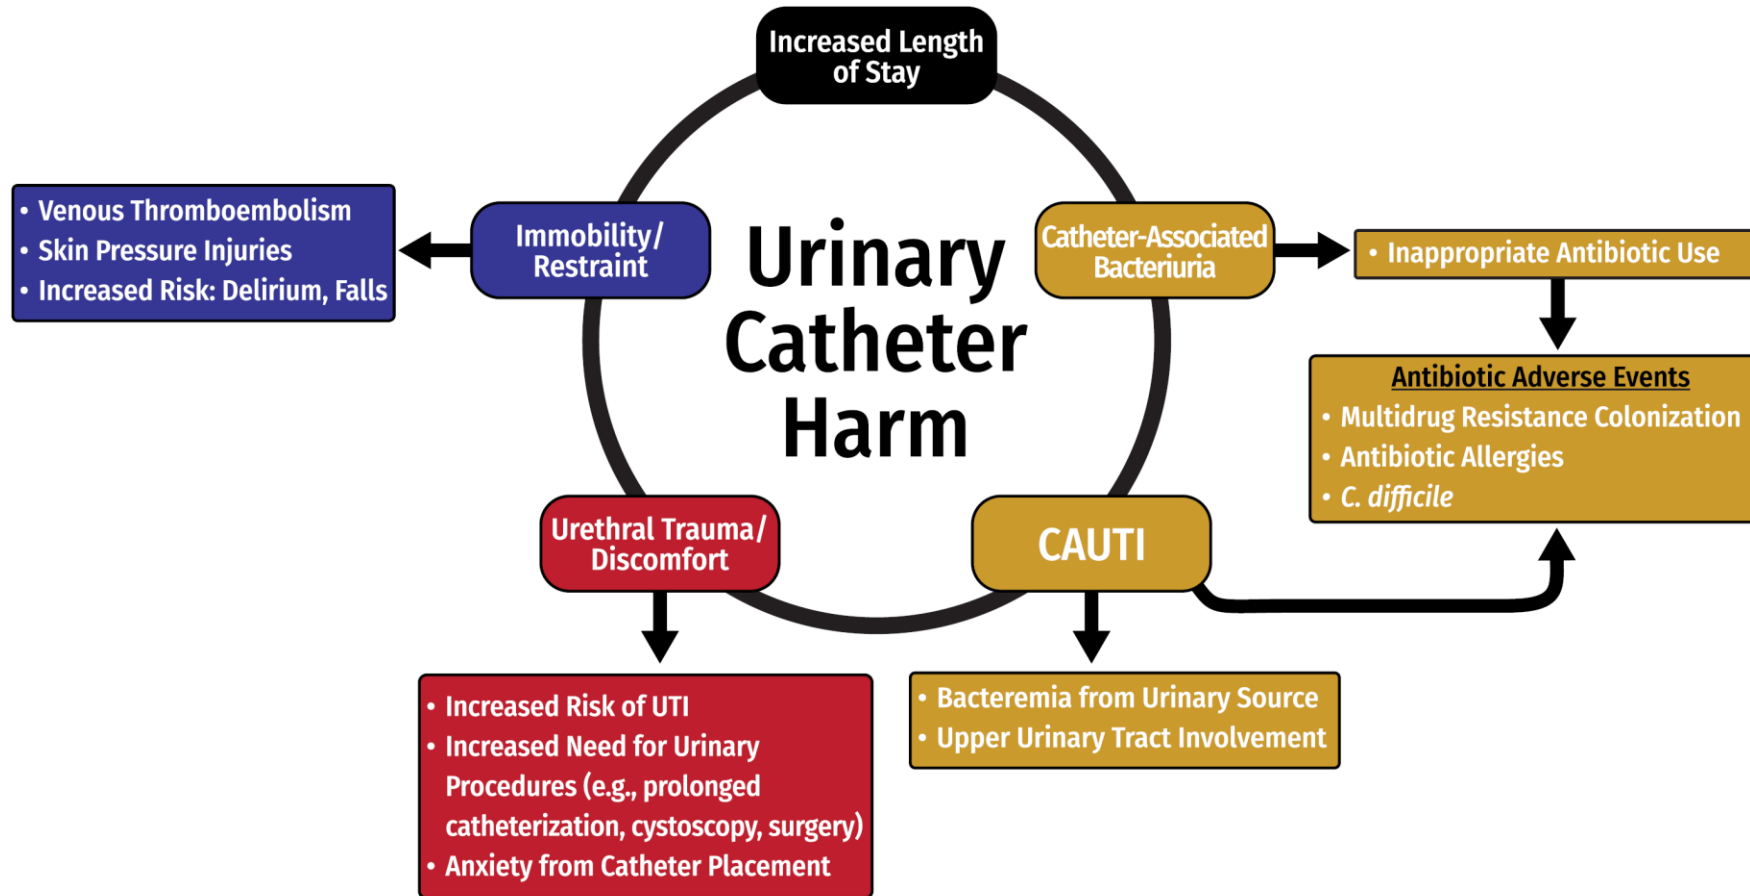 Increased Length
of Stay
• Venous Thromboembolism
• Skin Pressure Injuries
• Increased Risk: Delirium, Falls
Immobility/
Restraint
Urinary
Catheter
Harm
Catheter-Associated
Bacteriuria
• Inappropriate Antibiotic Use
Antibiotic Adverse Events
• Multidrug Resistance Colonization
• Antibiotic Allergies
• C. difficile
Urethral Trauma/
Discomfort
CAUTI
• Increased Risk of UTI
• Increased Need for Urinary
Procedures (e.g., prolonged
catheterization, cystoscopy, surgery)
• Anxiety from Catheter Placement
• Bacteremia from Urinary Source
• Upper Urinary Tract Involvement